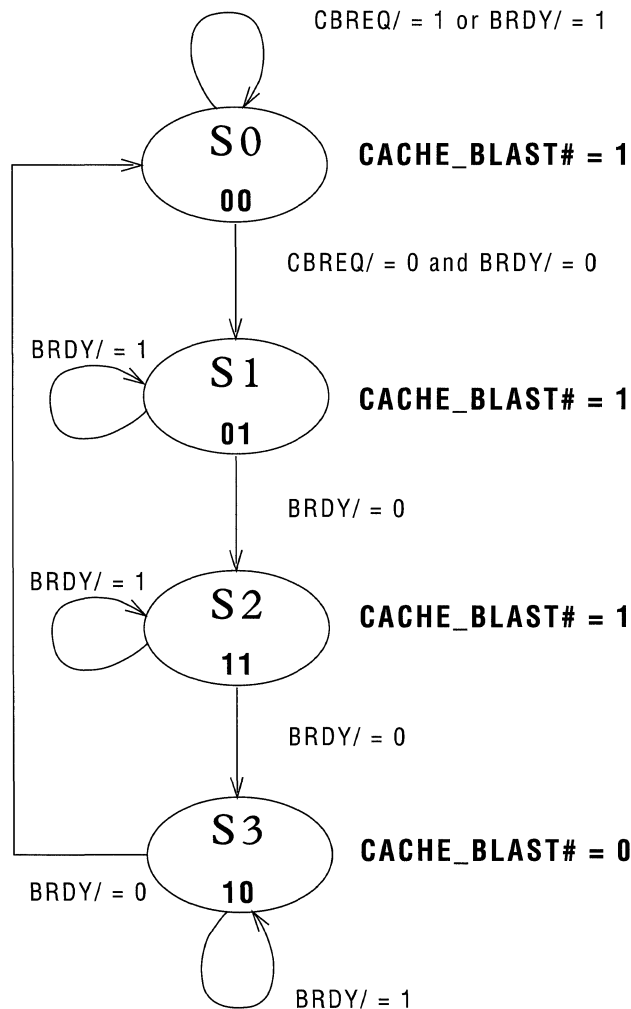 CBREQ/ = 1 or BRDY/ = 1
S0
CACHE_BLAST# = 1
00
CBREQ/ = 0 and BRDY/ = 0
BRDY/ = 1
S1
CACHE_BLAST# = 1
01
BRDY/ = 0
BRDY/ = 1
S2
CACHE_BLAST# = 1
11
BRDY/ = 0
S3
CACHE_BLAST# = 0
BRDY/ = 0
10
BRDY/ = 1